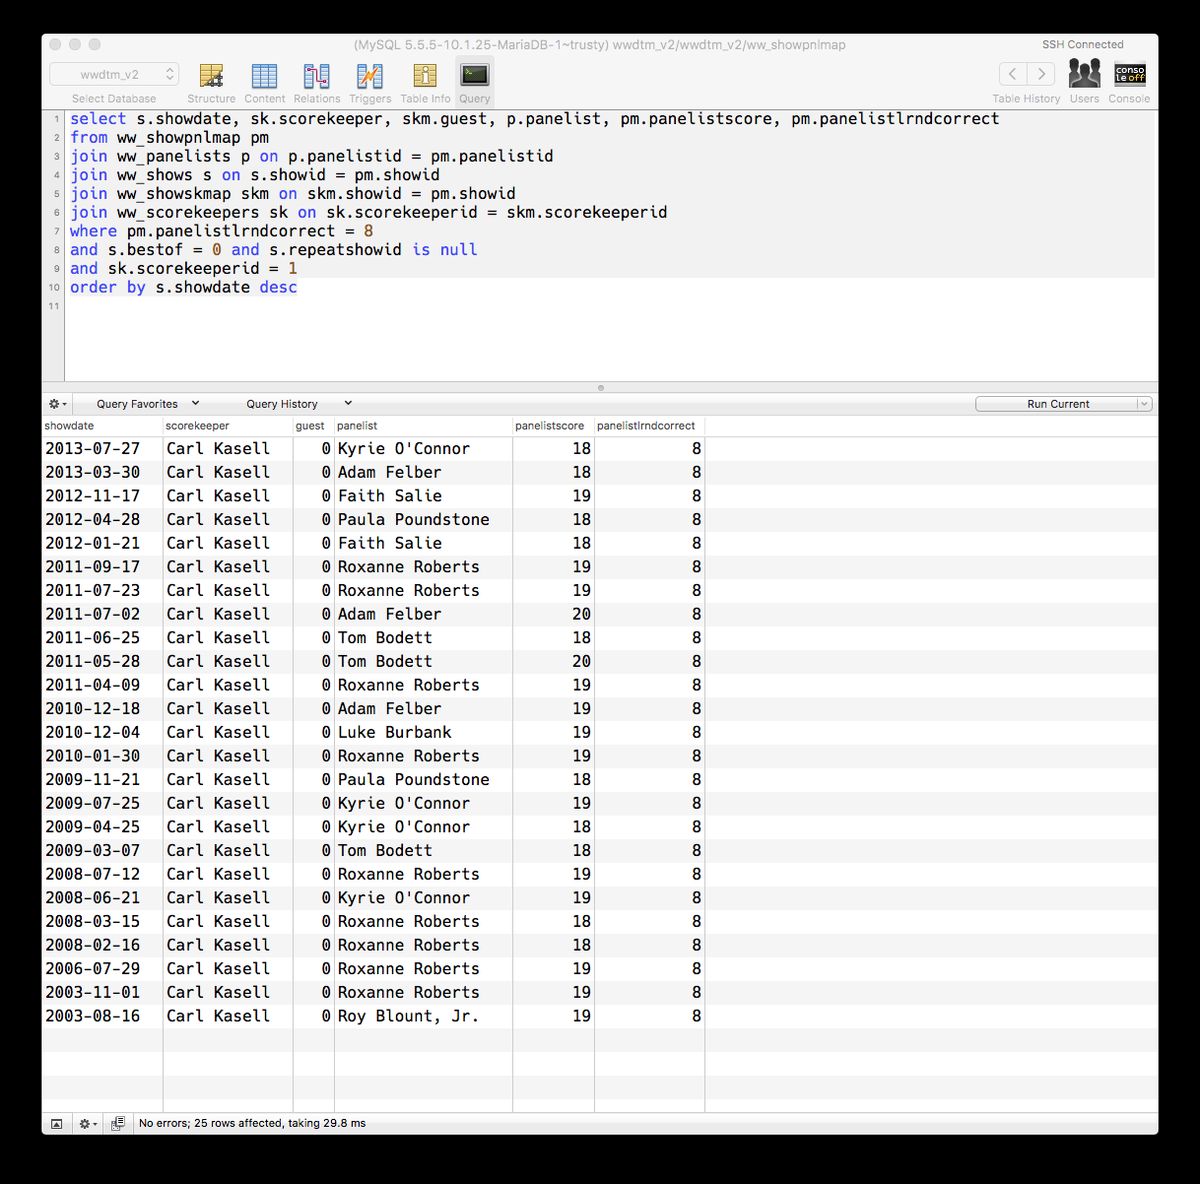 (MySQL 5.5.5-10.1.25-MariaDB-1~trusty) wwdtm_v2/wwdtm_v2/ww_showpnlmap
SSH Connected
wwdtm_v2
Select Database Structure Content Relations Triggers Table Info Query Table History Users Console
conso
le off
1 select s.showdate, sk.scorekeeper, skm.guest, p.panelist, pm.panelistscore, pm.panelistlrndcorrect
2 from ww_showpnlmap pm
3 join ww_panelists p on p.panelistid = pm.panelistid
4 join ww_shows s on s.showid = pm.showid
5 join ww_showskmap skm on skm.showid = pm.showid
6 join ww_scorekeepers sk on sk.scorekeeperid = skm.scorekeeperid
7 where pm.panelistlrndcorrect = 8
8 and s.bestof = 0 and s.repeatshowid is null
9 and sk.scorekeeperid = 1
10 order by s.showdate desc
11
Query Favorites Query History Run Current
showdate scorekeeper guest panelist panelistscore panelistlrndcorrect
2013-07-27 Carl Kasell 0 Kyrie O'Connor 18 8
2013-03-30 Carl Kasell 0 Adam Felber 18 8
2012-11-17 Carl Kasell 0 Faith Salie 19 8
2012-04-28 Carl Kasell 0 Paula Poundstone 18 8
2012-01-21 Carl Kasell 0 Faith Salie 18 8
2011-09-17 Carl Kasell 0 Roxanne Roberts 19 8
2011-07-23 Carl Kasell 0 Roxanne Roberts 19 8
2011-07-02 Carl Kasell 0 Adam Felber 20 8
2011-06-25 Carl Kasell 0 Tom Bodett 18 8
2011-05-28 Carl Kasell 0 Tom Bodett 20 8
2011-04-09 Carl Kasell 0 Roxanne Roberts 19 8
2010-12-18 Carl Kasell 0 Adam Felber 19 8
2010-12-04 Carl Kasell 0 Luke Burbank 19 8
2010-01-30 Carl Kasell 0 Roxanne Roberts 19 8
2009-11-21 Carl Kasell 0 Paula Poundstone 18 8
2009-07-25 Carl Kasell 0 Kyrie O'Connor 19 8
2009-04-25 Carl Kasell 0 Kyrie O'Connor 18 8
2009-03-07 Carl Kasell 0 Tom Bodett 18 8
2008-07-12 Carl Kasell 0 Roxanne Roberts 19 8
2008-06-21 Carl Kasell 0 Kyrie O'Connor 19 8
2008-03-15 Carl Kasell 0 Roxanne Roberts 18 8
2008-02-16 Carl Kasell 0 Roxanne Roberts 18 8
2006-07-29 Carl Kasell 0 Roxanne Roberts 19 8
2003-11-01 Carl Kasell 0 Roxanne Roberts 19 8
2003-08-16 Carl Kasell 0 Roy Blount, Jr. 19 8
No errors; 25 rows affected, taking 29.8 ms